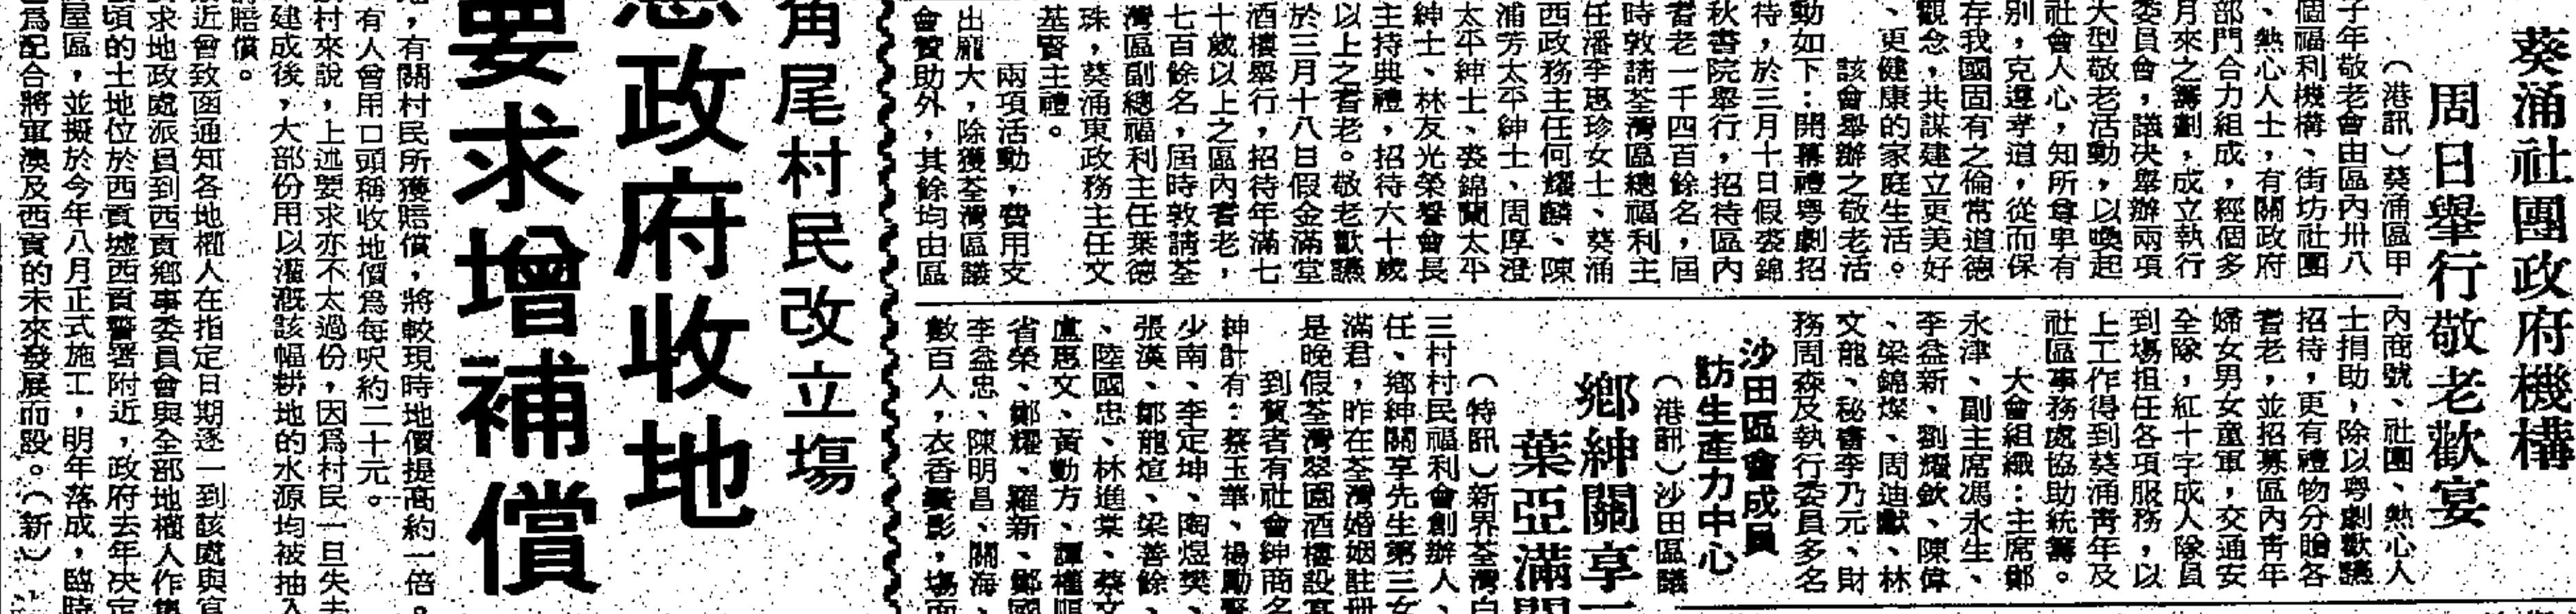 葵涌社團政府機構
周日舉行敬老歡宴
（港訊）葵涌區甲
子年敬老會由區內卅八
個福利機構、街坊社團
、熱心人士，有關政府
部門合力組成，經個多
月來之籌劃，成立執行
委員會，議決舉辦兩項
大型敬老活動，以喚起
社會人心，知所尊卑有
別，克遵孝道，從而保
存我國固有之倫常道德
觀念，共謀建立更美好
、更健康的家庭生活。
該會舉辦之敬老活
動如下：開幕禮粵劇招
待，於三月十日假裘錦
秋書院舉行，招待區內
耆老一千四百餘名，屆
時敦請荃灣區總福利主
任潘李惠珍女士、葵涌
西政務主任何耀麟、陳
浦芳太平紳士、周厚澄
太平紳士、裘錦蘭太平
紳士、林友光榮譽會長
主持典禮，招待六十歲
以上之耆老。敬老歡讌
於三月十八日假金滿堂
酒樓舉行，招待年滿七
十歲以上之區內耆老，
七百餘名，屆時敦請荃
灣區副總福利主任葉德
珠，葵涌東政務主任文
基賢主禮。
兩項活動，費用支
出龐大，除獲荃灣區議
會贊助外，其餘均由區
內商號、社團、熱心人
士捐助，除以粵劇歡讌
招待，更有禮物分贈各
耆老，並招募區內青年
婦女男女童軍，交通安
全隊，紅十字成人隊員
到場担任各項服務，以
上工作得到葵涌青年及
社區事務處協助統籌。
大會組織：主席鄭
永津、副主席馮水生、
李益新、劉耀欽、陳偉
、梁錦燦、周迪獻、林
文龍、秘書李乃元、財
務周森及執行委員多名
沙田區會成員
訪生產力中心
（港訊）沙田區議
鄉紳關享
葉亞滿
（特訊）新界荃灣白
三村村民福利會創辦人、
任、鄉紳關享先生第三女
滿君，昨在荃灣婚姻註冊
是晚假荃灣翠園酒樓設宴
到賀者有社會紳商名
紳計有：蔡玉華、楊勵賢
少南、李定坤、陶煜樊、
張漢、鄒龍煊、梁善餘、
、陸國忠、林進某、蔡文
盧恩文、黃動方、譚權順
省榮、鄭耀、羅新、鄭國
李益忠、陳明昌、關海、
數百人，衣香鬢影，場面
角尾村民改立塲
政府收地
要求增補償
，有關村民所獲賠償，將較現時地價提高約一倍。
有人曾用口頭稱收地價爲每呎約二十元。
村來說，上述要求亦不太過份，因爲村民一旦失去
建成後，大部份用以灌溉該幅耕地的水源均被抽入
賠償。
近曾致函通知各地權人在指定日期逐一到該處與官
求地政處派員到西貢鄉事委員會與全部地權人作集
頃的土地位於西貢墟西貢警署附近，政府去年決定
屋區，並擬於今年八月正式施工，明年落成，臨時
爲配合將軍澳及西貢的未來發展而設。（新）